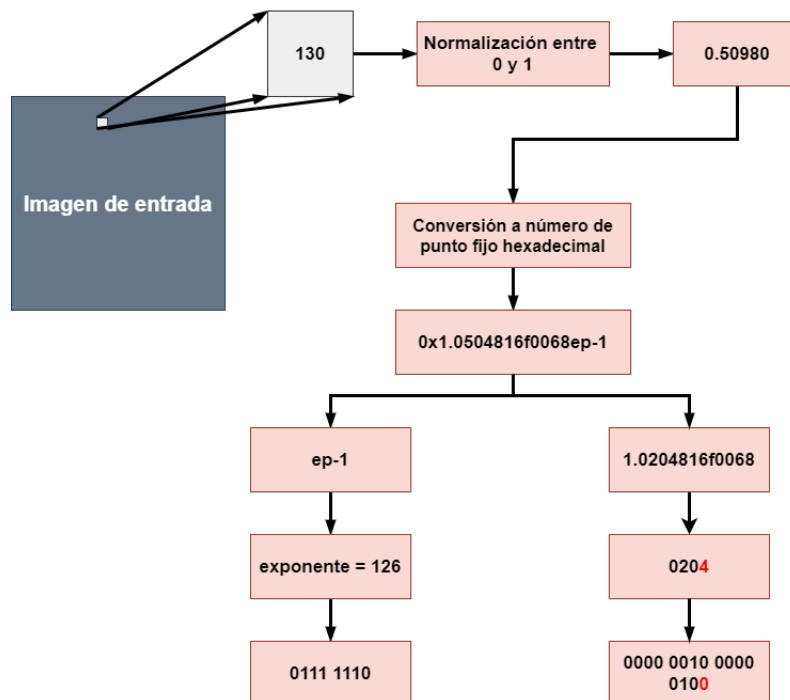 130
Normalización entre
0 y 1
0.50980
Imagen de entrada
Conversión a número de
punto fijo hexadecimal
0x1.0504816f0068ep-1
ep-1
1.0204816f0068
exponente = 126
0204
0111 1110
0000 0010 0000
0100